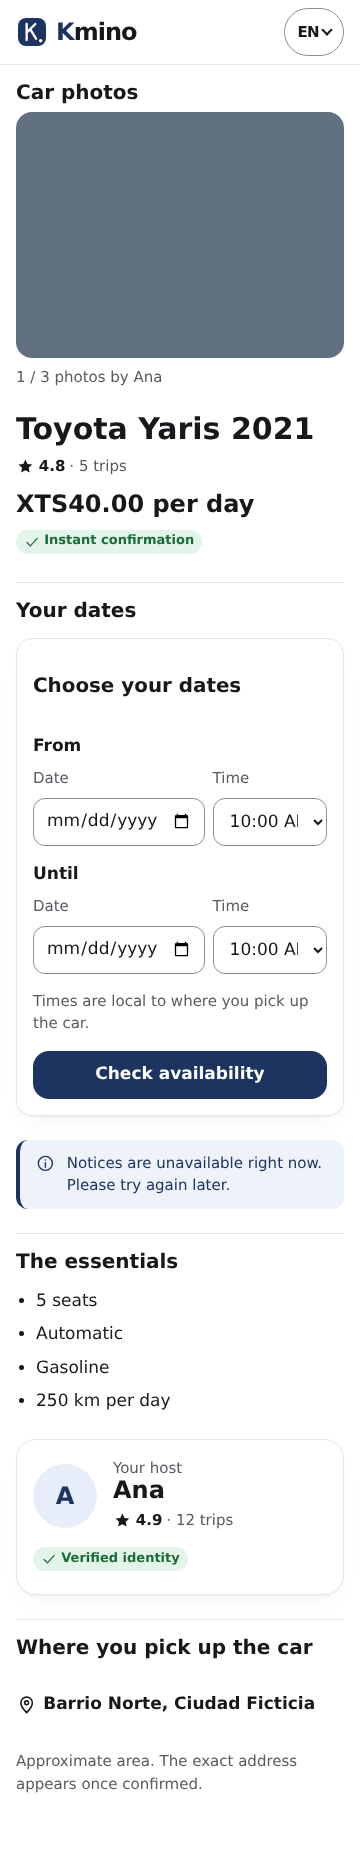 Kmino
EN
Car photos
1 / 3 photos by Ana
Toyota Yaris 2021
★ 4.8 · 5 trips
XTS40.00 per day
Instant confirmation
Your dates
Choose your dates
From
Date Time
mm/dd/yyyy 10:00
Until
Date Time
mm/dd/yyyy 10:00
Times are local to where you pick up
the car.
Check availability
Notices are unavailable right now.
Please try again later.
The essentials
• 5 seats
• Automatic
• Gasoline
• 250 km per day
A
Your host
Ana
★ 4.9 · 12 trips
Verified identity
Where you pick up the car
Barrio Norte, Ciudad Ficticia
Approximate area. The exact address
appears once confirmed.